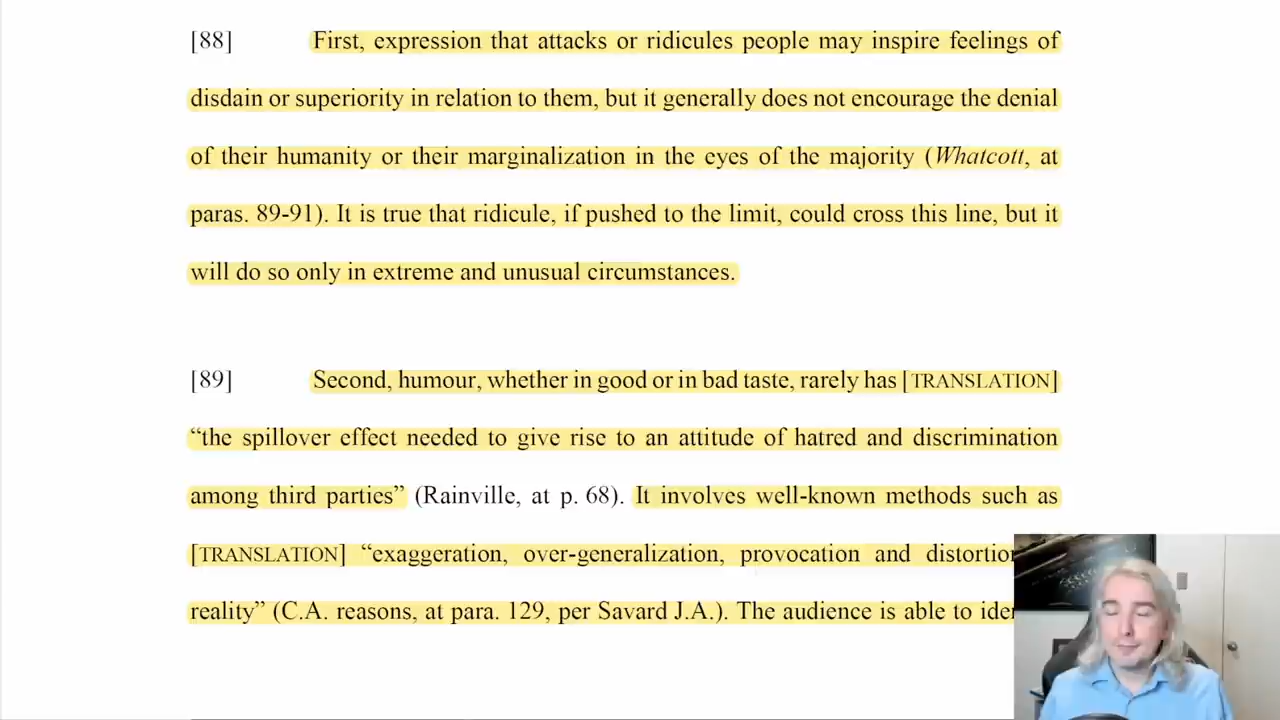 [88] First, expression that attacks or ridicules people may inspire feelings of
disdain or superiority in relation to them, but it generally does not encourage the denial
of their humanity or their marginalization in the eyes of the majority (Whatcott, at
paras. 89-91). It is true that ridicule, if pushed to the limit, could cross this line, but it
will do so only in extreme and unusual circumstances.
[89] Second, humour, whether in good or in bad taste, rarely has [TRANSLATION]
“the spillover effect needed to give rise to an attitude of hatred and discrimination
among third parties” (Rainville, at p. 68). It involves well-known methods such as
[TRANSLATION] “exaggeration, over-generalization, provocation and
reality” (C.A. reasons, at para. 129, per Savard J.A.). The audience is able to